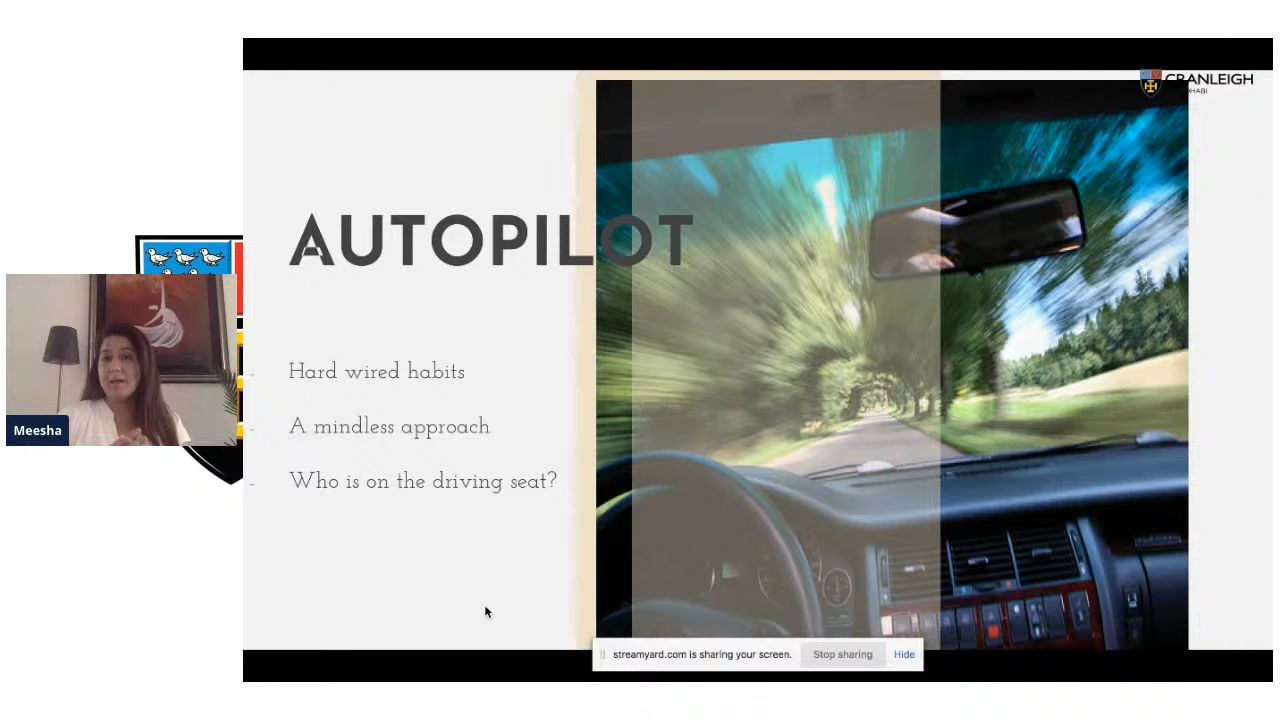 CRANLEIGH
AUTOPILOT
- Hard wired habits
- A mindless approach
- Who is on the driving seat?
Meesha
streamyard.com is sharing your screen. Stop sharing Hide